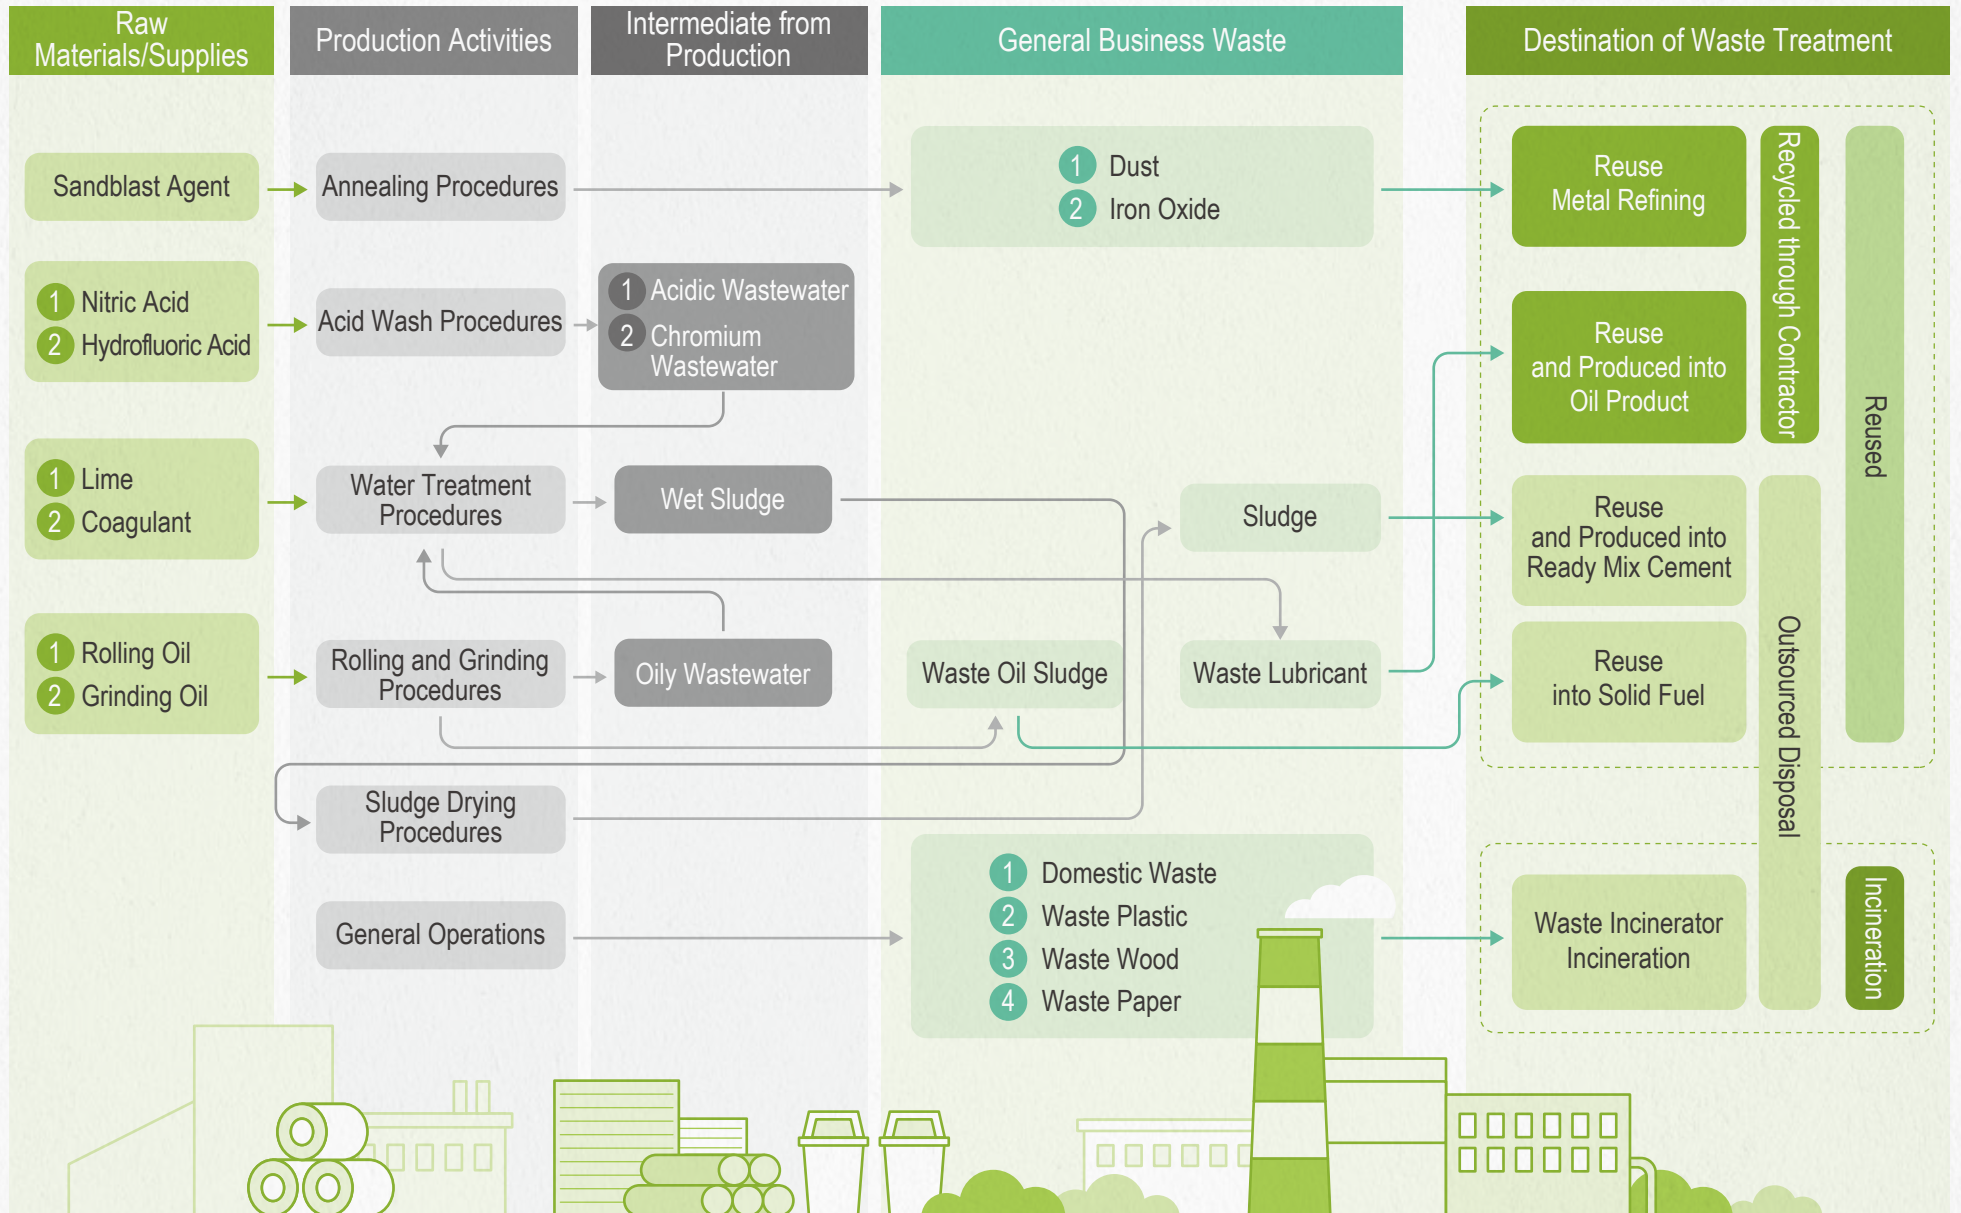 Raw
Materials/Supplies
Production Activities
Intermediate from
Production
General Business Waste
Destination of Waste Treatment
Sandblast Agent
Annealing Procedures
1 Dust
2 Iron Oxide
Reuse
Metal Refining
Recycled through Contractor
Reused
1 Nitric Acid
2 Hydrofluoric Acid
Acid Wash Procedures
1 Acidic Wastewater
2 Chromium
Wastewater
Reuse
and Produced into
Oil Product
1 Lime
2 Coagulant
Water Treatment
Procedures
Wet Sludge
Sludge
Reuse
and Produced into
Ready Mix Cement
Outsourced Disposal
1 Rolling Oil
2 Grinding Oil
Rolling and Grinding
Procedures
Oily Wastewater
Waste Oil Sludge
Waste Lubricant
Reuse
into Solid Fuel
Sludge Drying
Procedures
General Operations
1 Domestic Waste
2 Waste Plastic
3 Waste Wood
4 Waste Paper
Waste Incinerator
Incineration
Incineration